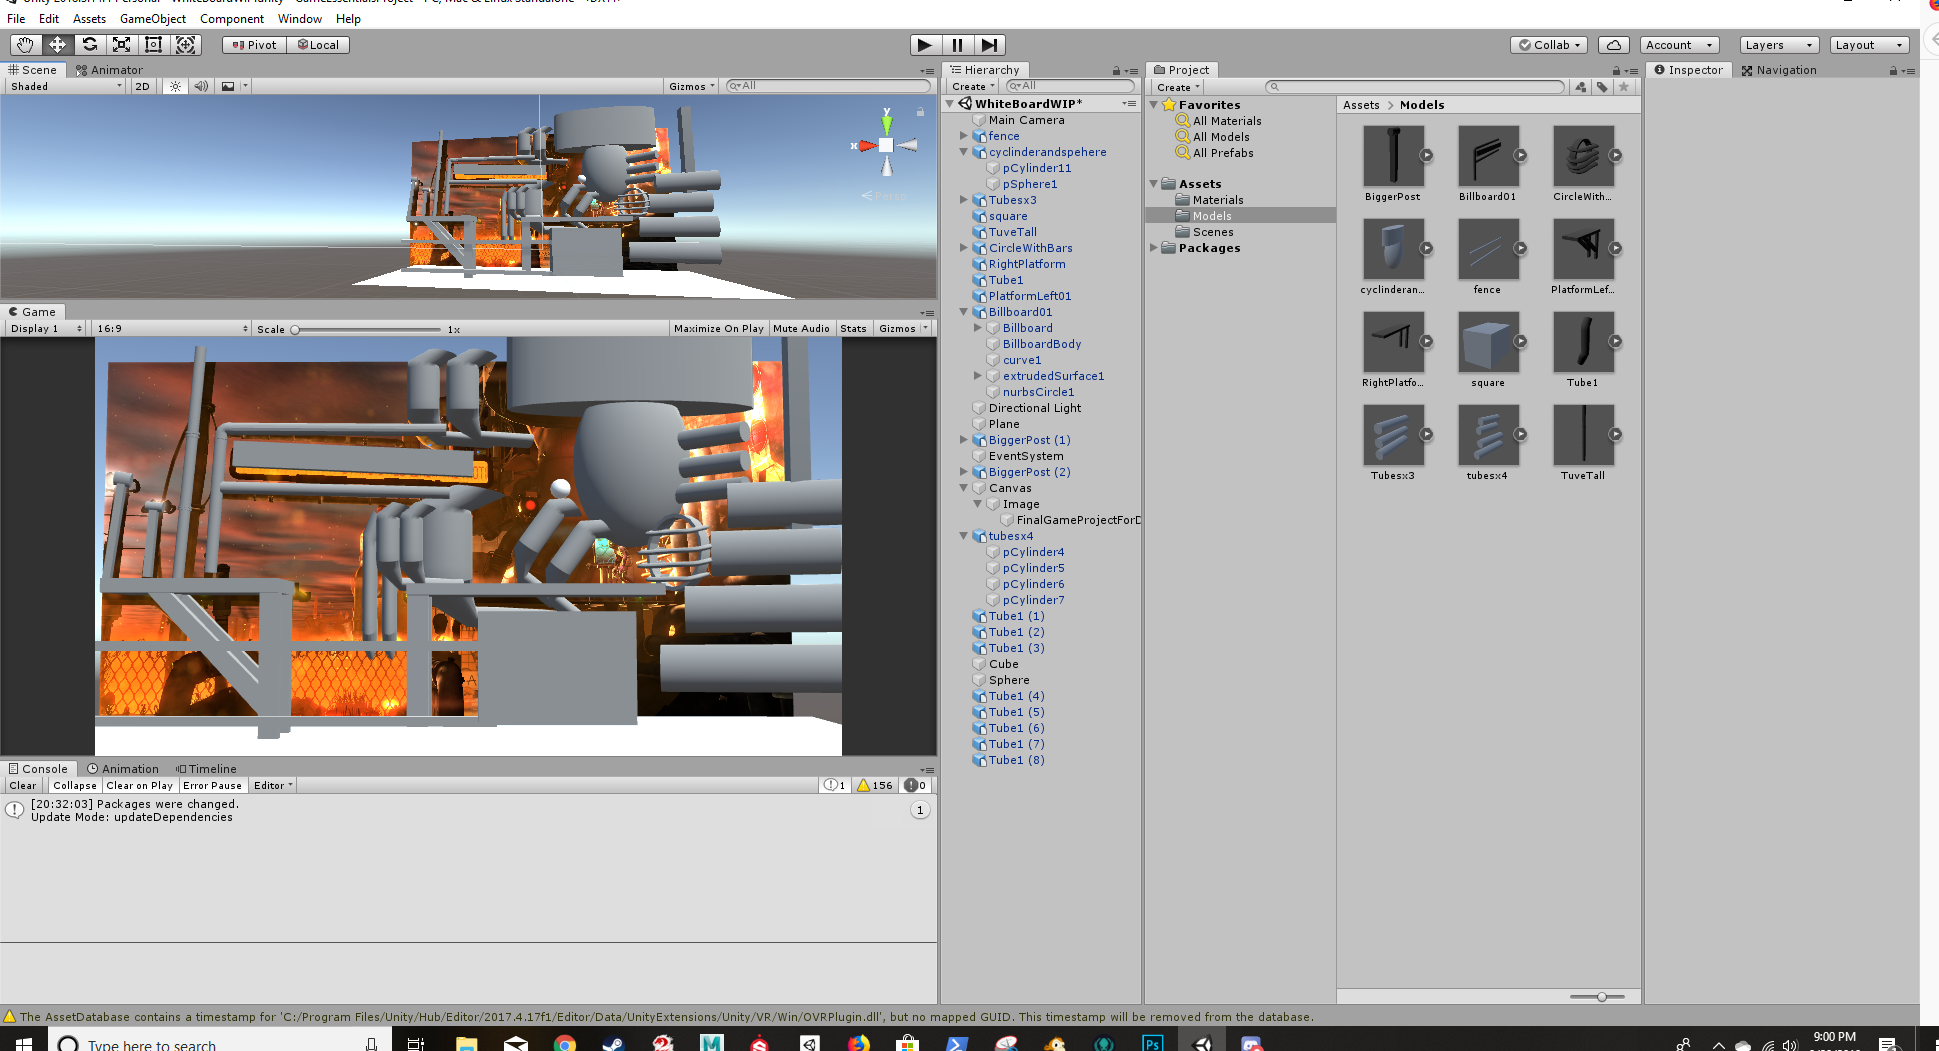 File Edit Assets GameObject Component Window Help
Pivot Local Collab Account Layers Layout
Scene Animator
Shaded 2D Gizmos All
y
x
Persp
Game
Display 1 16:9 Scale 1x Maximize On Play Mute Audio Stats Gizmos
Console Animation Timeline
Clear Collapse Clear on Play Error Pause Editor 1 156 0
[20:32:03] Packages were changed.
Update Mode: updateDependencies
1
Hierarchy
Create All
WhiteBoardWIP*
Main Camera
fence
cyclinderandspehere
pCylinder11
pSphere1
Tubesx3
square
TuveTall
CircleWithBars
RightPlatform
Tube1
PlatformLeft01
Billboard01
Billboard
BillboardBody
curve1
extrudedSurface1
nurbsCircle1
Directional Light
Plane
BiggerPost (1)
EventSystem
BiggerPost (2)
Canvas
Image
FinalGameProjectForD
tubesx4
pCylinder4
pCylinder5
pCylinder6
pCylinder7
Tube1 (1)
Tube1 (2)
Tube1 (3)
Cube
Sphere
Tube1 (4)
Tube1 (5)
Tube1 (6)
Tube1 (7)
Tube1 (8)
Project
Create
Favorites
All Materials
All Models
All Prefabs
Assets
Materials
Models
Scenes
Packages
Assets > Models
BiggerPost Billboard01 CircleWith...
cyclinderan... fence PlatformLef...
RightPlatfo... square Tube1
Tubesx3 tubesx4 TuveTall
Inspector Navigation
The AssetDatabase contains a timestamp for 'C:/Program Files/Unity/Hub/Editor/2017.4.17f1/Editor/Data/UnityExtensions/Unity/VR/Win/OVRPlugin.dll', but no mapped GUID. This timestamp will be removed from the database.
Type here to search
M
S
Ps
9:00 PM